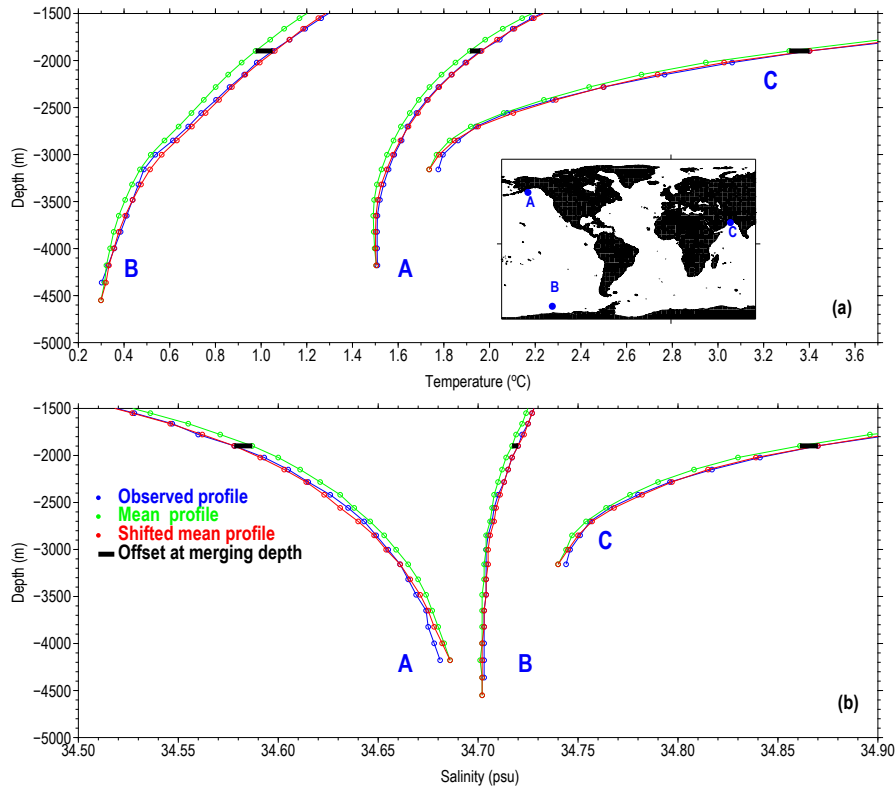 −1500
−2000
−2500
−3000
−3500
−4000
−4500
−5000
Depth (m)
C
A
B
A
C
B
(a)
0.2 0.4 0.6 0.8 1.0 1.2 1.4 1.6 1.8 2.0 2.2 2.4 2.6 2.8 3.0 3.2 3.4 3.6
Temperature (ºC)
−1500
−2000
−2500
−3000
−3500
−4000
−4500
−5000
Depth (m)
Observed profile
Mean profile
Shifted mean profile
Offset at merging depth
C
A
B
(b)
34.50 34.55 34.60 34.65 34.70 34.75 34.80 34.85 34.90
Salinity (psu)